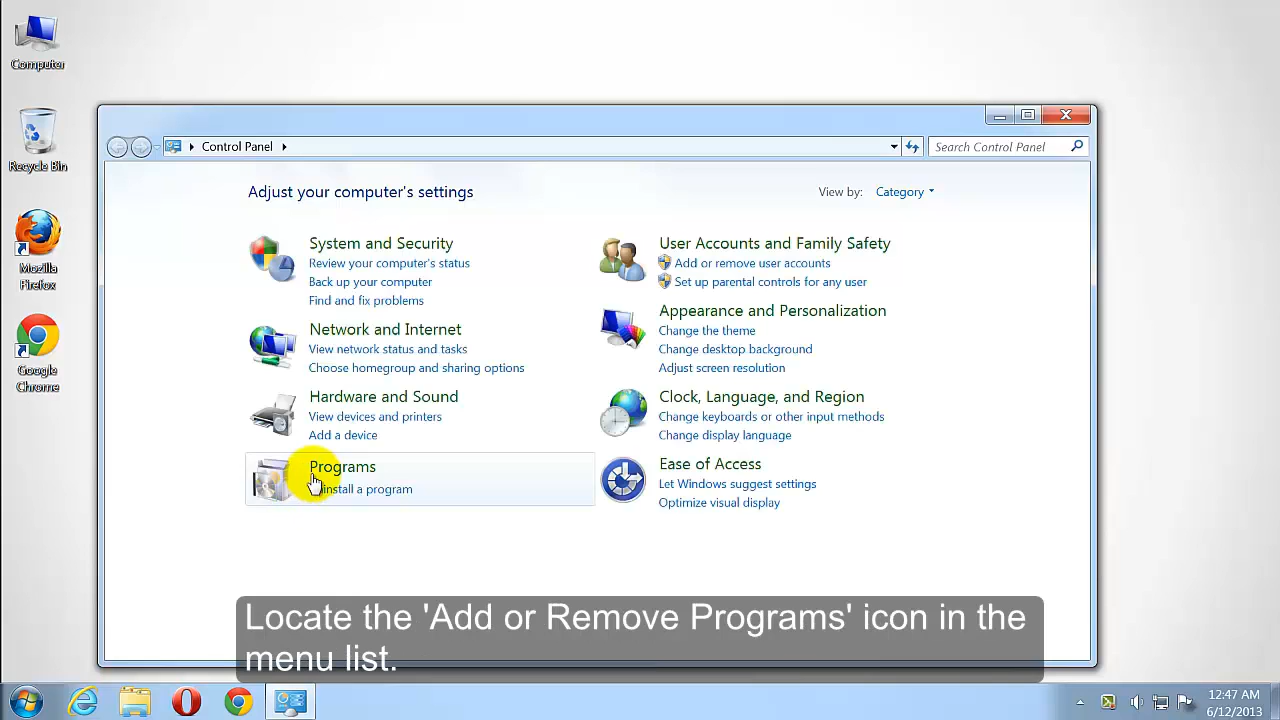 Computer
Recycle Bin
Mozilla
Firefox
Google
Chrome
Control Panel
Search Control Panel
Adjust your computer's settings
View by: Category
System and Security
Review your computer's status
Back up your computer
Find and fix problems
Network and Internet
View network status and tasks
Choose homegroup and sharing options
Hardware and Sound
View devices and printers
Add a device
Programs
install a program
User Accounts and Family Safety
Add or remove user accounts
Set up parental controls for any user
Appearance and Personalization
Change the theme
Change desktop background
Adjust screen resolution
Clock, Language, and Region
Change keyboards or other input methods
Change display language
Ease of Access
Let Windows suggest settings
Optimize visual display
Locate the 'Add or Remove Programs' icon in the
menu list.
12:47 AM
6/12/2013